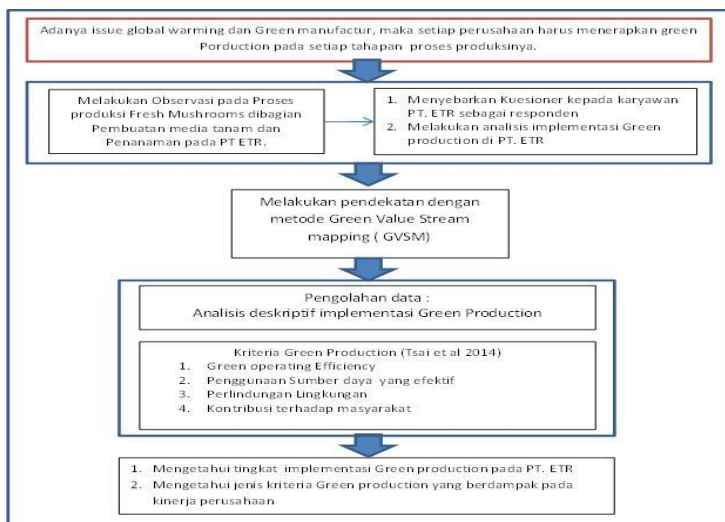 Adanya issue global warming dan Green manufactur, maka setiap perusahaan harus menerapkan green
Porduction pada setiap tahapan proses produksinya.
Melakukan Observasi pada Proses
produksi Fresh Mushrooms dibagian
Pembuatan media tanam dan
Penanaman pada PT ETR.
1. Menyebarkan Kuesioner kepada karyawan
PT. ETR sebagai responden
2. Melakukan analisis implementasi Green
production di PT. ETR
Melakukan pendekatan dengan
metode Green Value Stream
mapping ( GVSM)
Pengolahan data :
Analisis deskriptif implementasi Green Production
Kriteria Green Production (Tsai et al 2014)
1. Green operating Efficiency
2. Penggunaan Sumber daya yang efektif
3. Perlindungan Lingkungan
4. Kontribusi terhadap masyarakat
1. Mengetahui tingkat implementasi Green production pada PT. ETR
2. Mengetahui jenis kriteria Green production yang berdampak pada
kinerja perusahaan